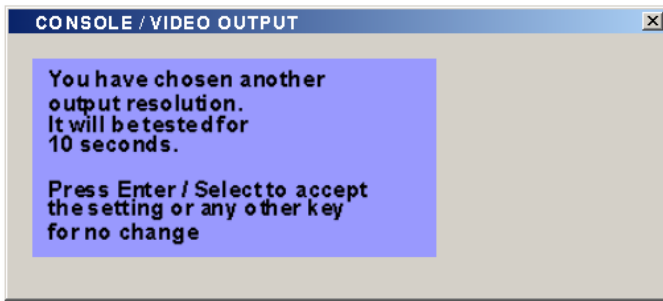 CONSOLE / VIDEO OUTPUT
You have chosen another
output resolution.
It will be tested for
10 seconds.
Press Enter / Select to accept
the setting or any other key
for no change